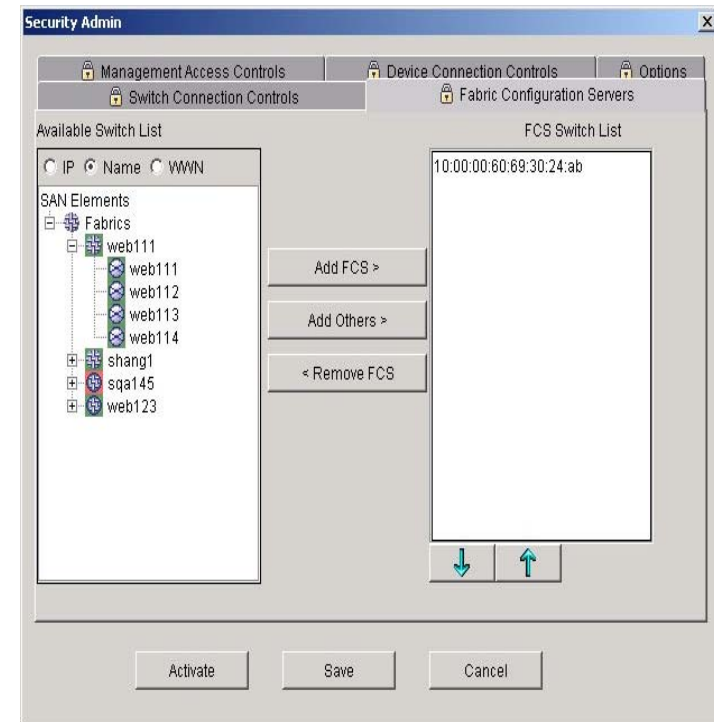 Security Admin
Management Access Controls
Device Connection Controls
Options
Switch Connection Controls
Fabric Configuration Servers
Available Switch List
FCS Switch List
IP Name WWN
10:00:00:60:69:30:24:ab
SAN Elements
Fabrics
web111
web111
web112
web113
web114
shang1
sqa145
web123
Add FCS >
Add Others >
< Remove FCS
Activate
Save
Cancel